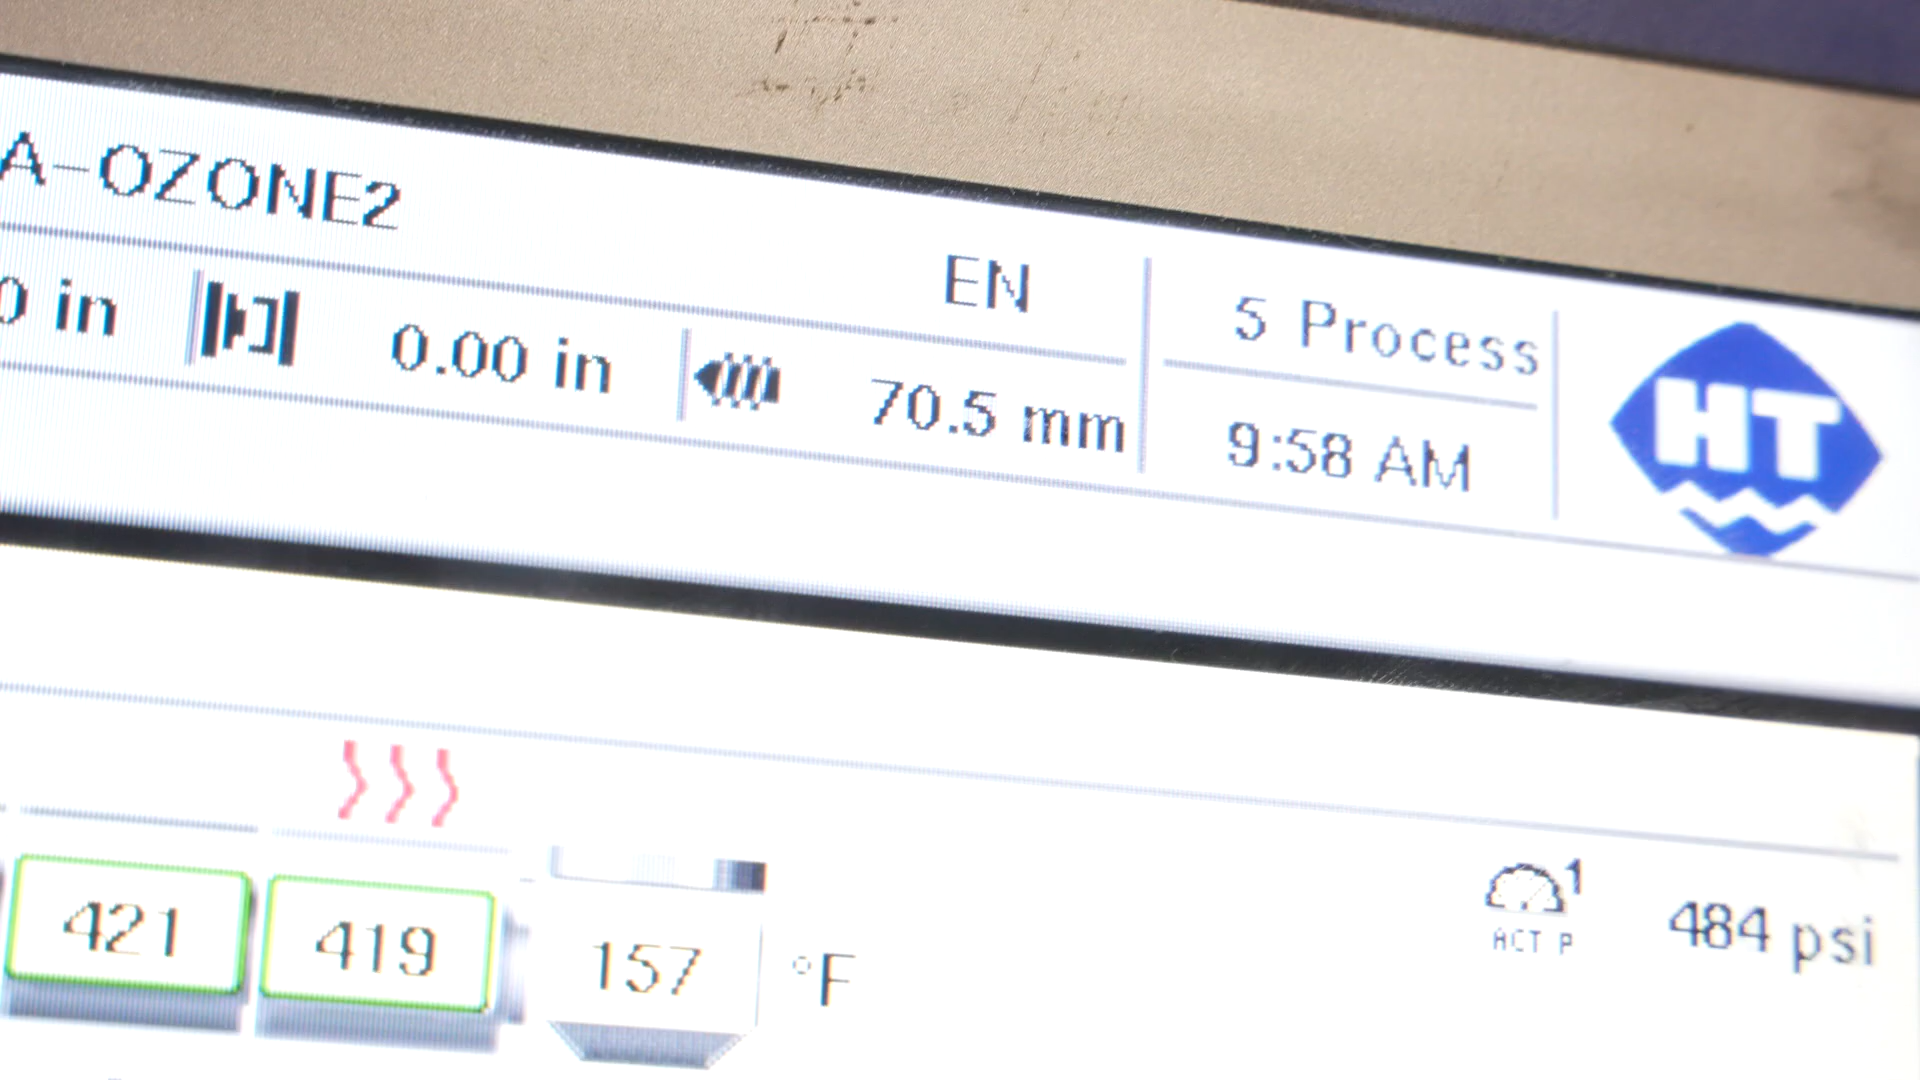 A-OZONE2
EN
5 Process
0 in
0.00 in
70.5 mm
9:58 AM
HT
421
419
157
°F
1
ACT P
484 psi